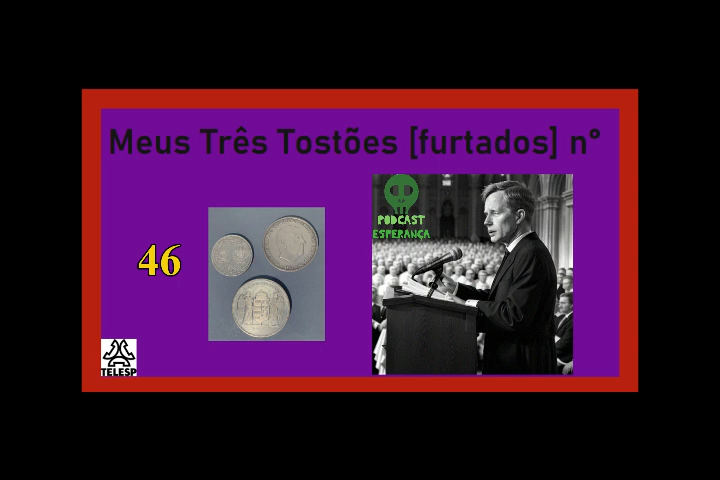 Meus Três Tostões [furtados] n°
PODCAST
ESPERANÇA
46
TELESP